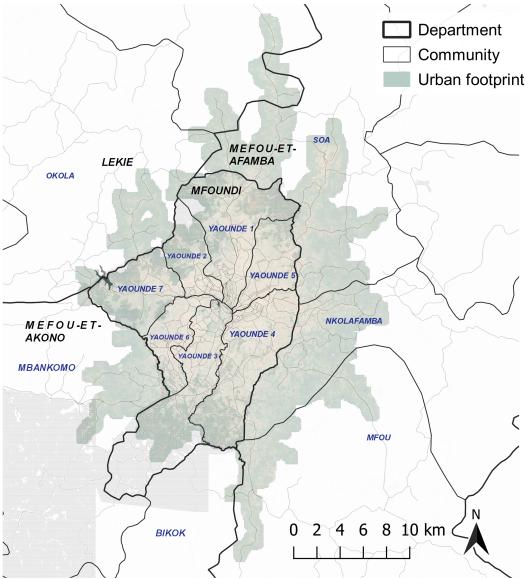 Department
Community
Urban footprint
MEFOU-ET-
AFAMBA
SOA
LEKIE
OKOLA
MFOUNDI
YAOUNDE 1
YAOUNDE 2
YAOUNDE 5
YAOUNDE 7
NKOLAFAMBA
MEFOU-ET-
AKONO
YAOUNDE 6
YAOUNDE 4
YAOUNDE 3
MBANKOMO
MFOU
BIKOK
N
0 2 4 6 8 10 km